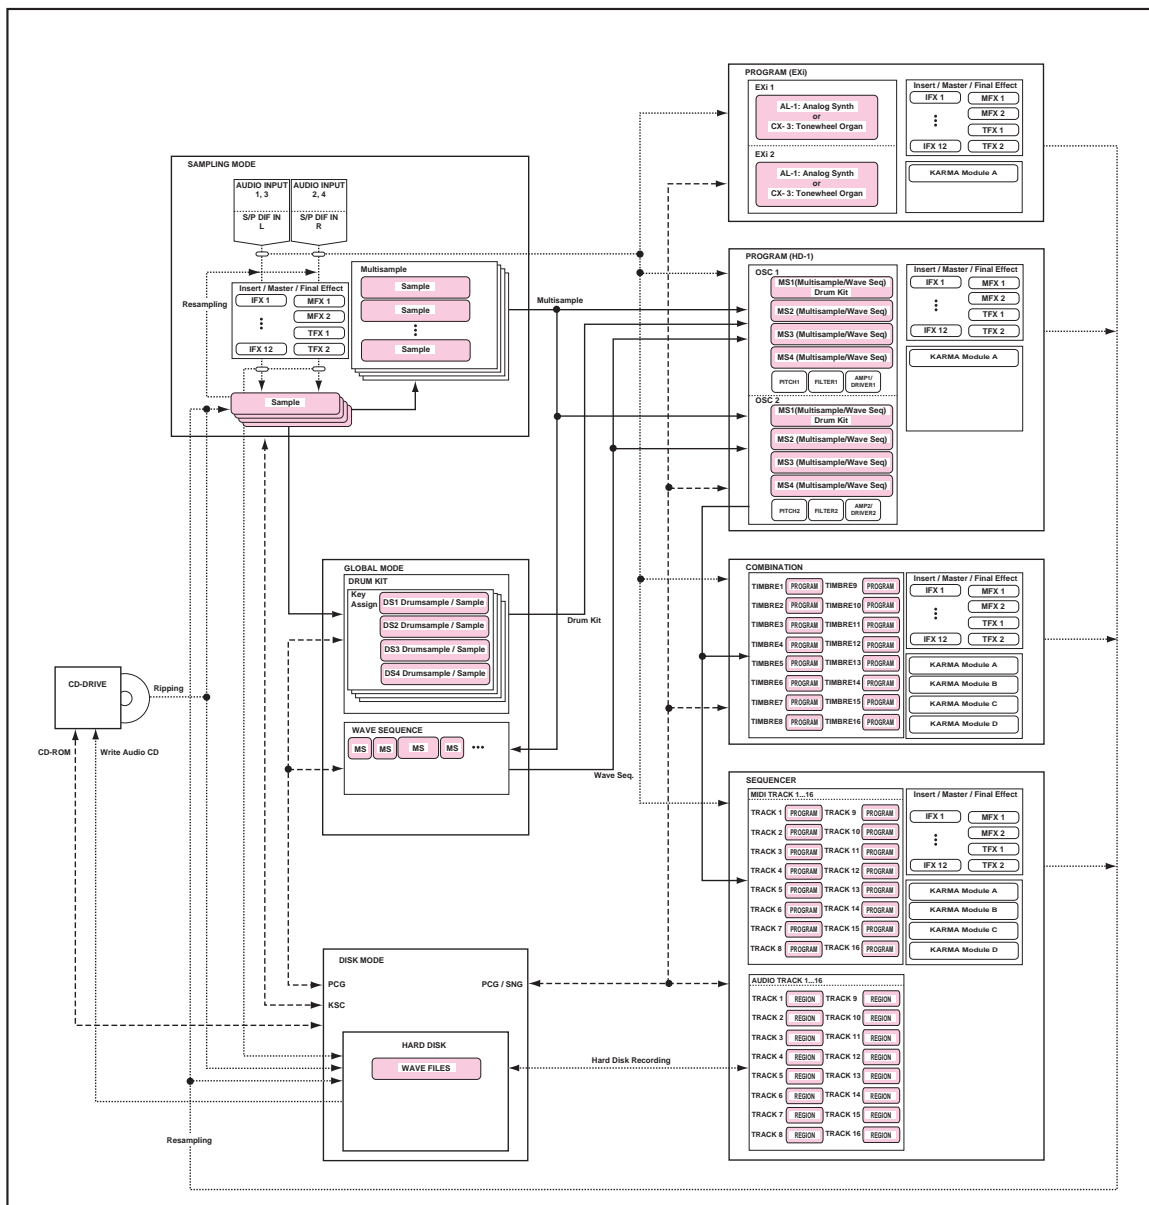 SAMPLING MODE
AUDIO INPUT
1, 3
AUDIO INPUT
2, 4
S/P DIF IN
L
S/P DIF IN
R
Resampling
Insert / Master / Final Effect
IFX 1
MFX 1
MFX 2
TFX 1
IFX 12
TFX 2
Sample
Multisample
Sample
Sample
Sample
Multisample
GLOBAL MODE
DRUM KIT
Key
Assign
DS1 Drumsample / Sample
DS2 Drumsample / Sample
DS3 Drumsample / Sample
DS4 Drumsample / Sample
Drum Kit
WAVE SEQUENCE
MS
MS
MS
MS
Wave Seq.
CD-DRIVE
Ripping
CD-ROM
Write Audio CD
DISK MODE
PCG
PCG / SNG
KSC
HARD DISK
WAVE FILES
Hard Disk Recording
Resampling
PROGRAM (EXi)
EXi 1
AL-1: Analog Synth
or
CX- 3: Tonewheel Organ
EXi 2
AL-1: Analog Synth
or
CX- 3: Tonewheel Organ
Insert / Master / Final Effect
IFX 1
MFX 1
MFX 2
TFX 1
IFX 12
TFX 2
KARMA Module A
PROGRAM (HD-1)
OSC 1
MS1(Multisample/Wave Seq)
Drum Kit
MS2 (Multisample/Wave Seq)
MS3 (Multisample/Wave Seq)
MS4 (Multisample/Wave Seq)
PITCH1
FILTER1
AMP1/
DRIVER1
OSC 2
MS1(Multisample/Wave Seq)
Drum Kit
MS2 (Multisample/Wave Seq)
MS3 (Multisample/Wave Seq)
MS4 (Multisample/Wave Seq)
PITCH2
FILTER2
AMP2/
DRIVER2
Insert / Master / Final Effect
IFX 1
MFX 1
MFX 2
TFX 1
IFX 12
TFX 2
KARMA Module A
COMBINATION
TIMBRE1 PROGRAM TIMBRE9 PROGRAM
TIMBRE2 PROGRAM TIMBRE10 PROGRAM
TIMBRE3 PROGRAM TIMBRE11 PROGRAM
TIMBRE4 PROGRAM TIMBRE12 PROGRAM
TIMBRE5 PROGRAM TIMBRE13 PROGRAM
TIMBRE6 PROGRAM TIMBRE14 PROGRAM
TIMBRE7 PROGRAM TIMBRE15 PROGRAM
TIMBRE8 PROGRAM TIMBRE16 PROGRAM
Insert / Master / Final Effect
IFX 1
MFX 1
MFX 2
TFX 1
IFX 12
TFX 2
KARMA Module A
KARMA Module B
KARMA Module C
KARMA Module D
SEQUENCER
MIDI TRACK 1...16
TRACK 1 PROGRAM TRACK 9 PROGRAM
TRACK 2 PROGRAM TRACK 10 PROGRAM
TRACK 3 PROGRAM TRACK 11 PROGRAM
TRACK 4 PROGRAM TRACK 12 PROGRAM
TRACK 5 PROGRAM TRACK 13 PROGRAM
TRACK 6 PROGRAM TRACK 14 PROGRAM
TRACK 7 PROGRAM TRACK 15 PROGRAM
TRACK 8 PROGRAM TRACK 16 PROGRAM
Insert / Master / Final Effect
IFX 1
MFX 1
MFX 2
TFX 1
IFX 12
TFX 2
KARMA Module A
KARMA Module B
KARMA Module C
KARMA Module D
AUDIO TRACK 1...16
TRACK 1 REGION TRACK 9 REGION
TRACK 2 REGION TRACK 10 REGION
TRACK 3 REGION TRACK 11 REGION
TRACK 4 REGION TRACK 12 REGION
TRACK 5 REGION TRACK 13 REGION
TRACK 6 REGION TRACK 14 REGION
TRACK 7 REGION TRACK 15 REGION
TRACK 8 REGION TRACK 16 REGION